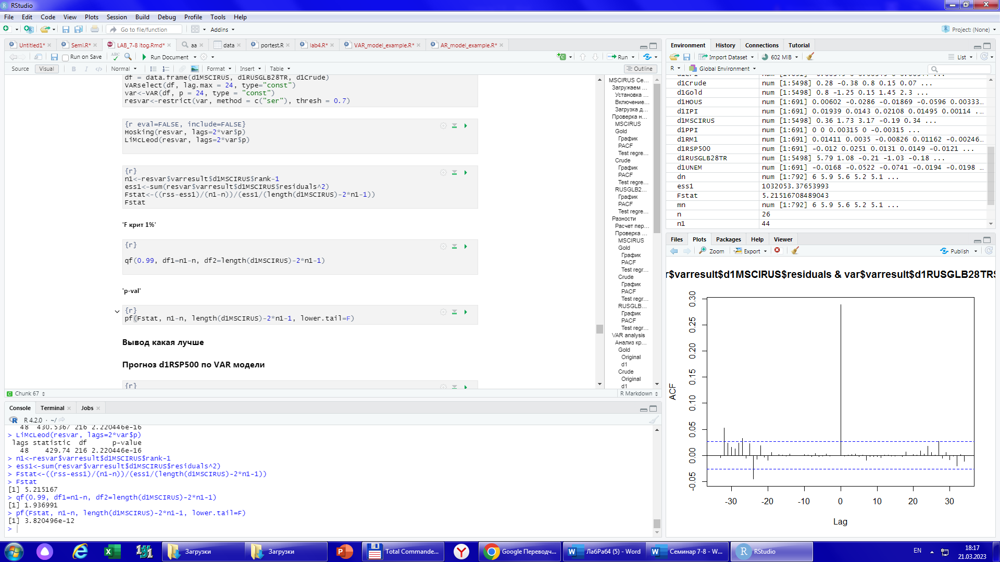 RStudio
File Edit Code View Plots Session Build Debug Profile Tools Help
Go to file/function Addins Project: (None)
Untitled1* Semi.R* LAB_7-8 itog.Rmd* aa data portest.R lab4.R* VAR_model_example.R* AR_model_example.R*
Run on Save ABC Run Document Run
Source Visual B I </> Normal Format Insert Table Outline
df = data.frame(d1MSCIRUS, d1RUSGLB28TR, d1Crude)
VARselect(df, lag.max = 24, type="const")
var<-VAR(df, p = 24, type = "const")
resvar<-restrict(var, method = c("ser"), thresh = 0.7)
{r eval=FALSE, include=FALSE}
Hosking(resvar, lags=2*var$p)
LiMcLeod(resvar, lags=2*var$p)
{r}
n1<-resvar$varresult$d1MSCIRUS$rank-1
ess1<-sum(resvar$varresult$d1MSCIRUS$residuals^2)
Fstat<-((rss-ess1)/(n1-n))/(ess1/(length(d1MSCIRUS)-2*n1-1))
Fstat
'F крит 1%'
{r}
qf(0.99, df1=n1-n, df2=length(d1MSCIRUS)-2*n1-1)
'p-val'
{r}
pf(Fstat, n1-n, length(d1MSCIRUS)-2*n1-1, lower.tail=F)
Вывод какая лучше
Прогноз d1RSP500 по VAR модели
{r}
Chunk 67 R Markdown
MSCIRUS Ce...
Загружаем ...
Установка ...
Включение...
Загрузка д...
Проверка н...
MSCIRUS
Gold
График
PACF
Test regre...
Crude
График
PACF
Test regre...
RUSGLB2...
График
PACF
Test regre...
Разности
Расчет пер...
Проверка ...
MSCIRUS
Gold
График
PACF
Test regr...
Crude
График
PACF
Test regr...
RUSGLB...
График
PACF
Test regr...
VAR analysis
Анализ кр...
Gold
Original
d1
Crude
Original
d1
Console Terminal Jobs
R 4.2.0 · ~/
48 430.5367 216 2.220446e-16
> LiMcLeod(resvar, lags=2*var$p)
lags statistic df p-value
48 429.74 216 2.220446e-16
> n1<-resvar$varresult$d1MSCIRUS$rank-1
> ess1<-sum(resvar$varresult$d1MSCIRUS$residuals^2)
> Fstat<-((rss-ess1)/(n1-n))/(ess1/(length(d1MSCIRUS)-2*n1-1))
> Fstat
[1] 5.215167
> qf(0.99, df1=n1-n, df2=length(d1MSCIRUS)-2*n1-1)
[1] 1.936991
> pf(Fstat, n1-n, length(d1MSCIRUS)-2*n1-1, lower.tail=F)
[1] 3.820496e-12
>
Environment History Connections Tutorial
Import Dataset 602 MiB List
R Global Environment
d1Crude num [1:5498] 0.28 -0.38 0.8 0.15 0.07 ...
d1Gold num [1:5498] 0.8 -1.25 0.15 1.45 2.3 ...
d1HOUS num [1:691] 0.00602 -0.0286 -0.01869 -0.0596 0.00333...
d1IPI num [1:691] 0.01939 0.0143 0.02108 0.01495 0.00114 ...
d1MSCIRUS num [1:5498] 0.36 1.73 3.17 -0.19 0.34 ...
d1PPI num [1:691] 0 0 0.00315 0 -0.00315 ...
d1RM1 num [1:691] 0.01411 0.0035 -0.00826 0.01162 -0.00246...
d1RSP500 num [1:691] -0.012 0.0251 0.0131 0.0149 -0.0121 ...
d1RUSGLB28TR num [1:5498] 5.79 1.08 -0.21 -1.03 -0.18 ...
d1UNEM num [1:691] -0.0168 -0.0522 -0.0741 -0.0194 -0.0198 ...
dn num [1:792] 6 5.9 5.6 5.2 5.1 ...
ess1 1032053.37653993
Fstat 5.21516708489043
mn num [1:792] 6 5.9 5.6 5.2 5.1 ...
n 26
n1 44
Files Plots Packages Help Viewer
Zoom Export Publish
r$varresult$d1MSCIRUS$residuals & var$varresult$d1RUSGLB28TR$
ACF
0.30
0.25
0.20
0.15
0.10
0.05
0.00
-0.05
-30 -20 -10 0 10 20 30
Lag
Загрузки Загрузки Total Commande... Google Переводч... ЛабРаб4 (5) - Word Семинар 7-8 - W... RStudio EN 18:17
21.03.2023